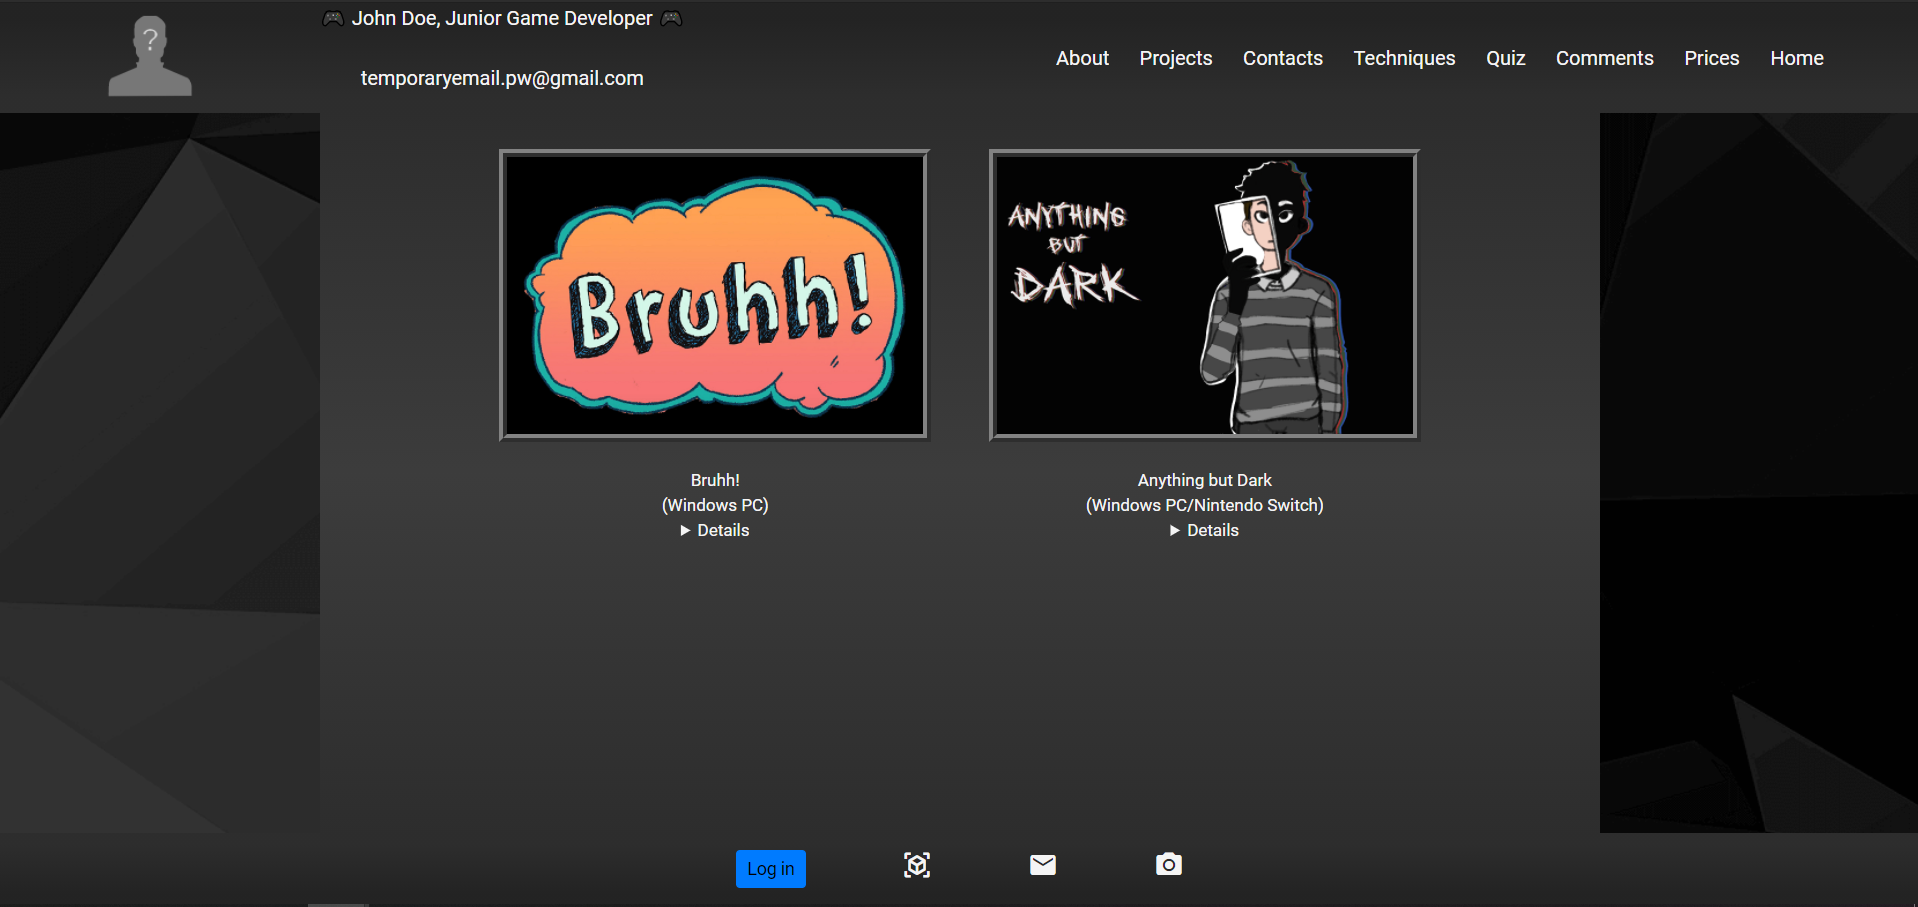 🎮 John Doe, Junior Game Developer 🎮
temporaryemail.pw@gmail.com
About Projects Contacts Techniques Quiz Comments Prices Home
?
Bruhh!
ANYTHING
BUT
DARK
Bruhh!
(Windows PC)
▶ Details
Anything but Dark
(Windows PC/Nintendo Switch)
▶ Details
Log in